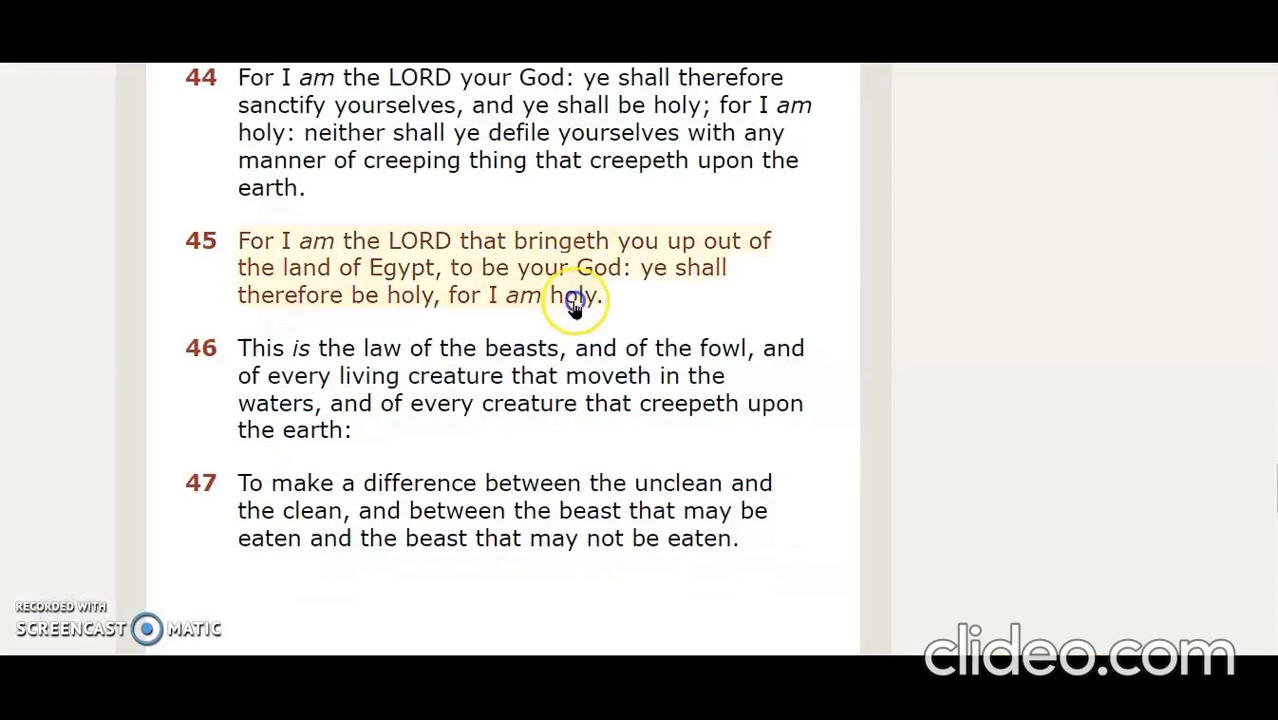 44 For I am the LORD your God: ye shall therefore
sanctify yourselves, and ye shall be holy; for I am
holy: neither shall ye defile yourselves with any
manner of creeping thing that creepeth upon the
earth.
45 For I am the LORD that bringeth you up out of
the land of Egypt, to be your God: ye shall
therefore be holy, for I am holy.
46 This is the law of the beasts, and of the fowl, and
of every living creature that moveth in the
waters, and of every creature that creepeth upon
the earth:
47 To make a difference between the unclean and
the clean, and between the beast that may be
eaten and the beast that may not be eaten.
RECORDED WITH
SCREENCAST MATIC
clideo.com